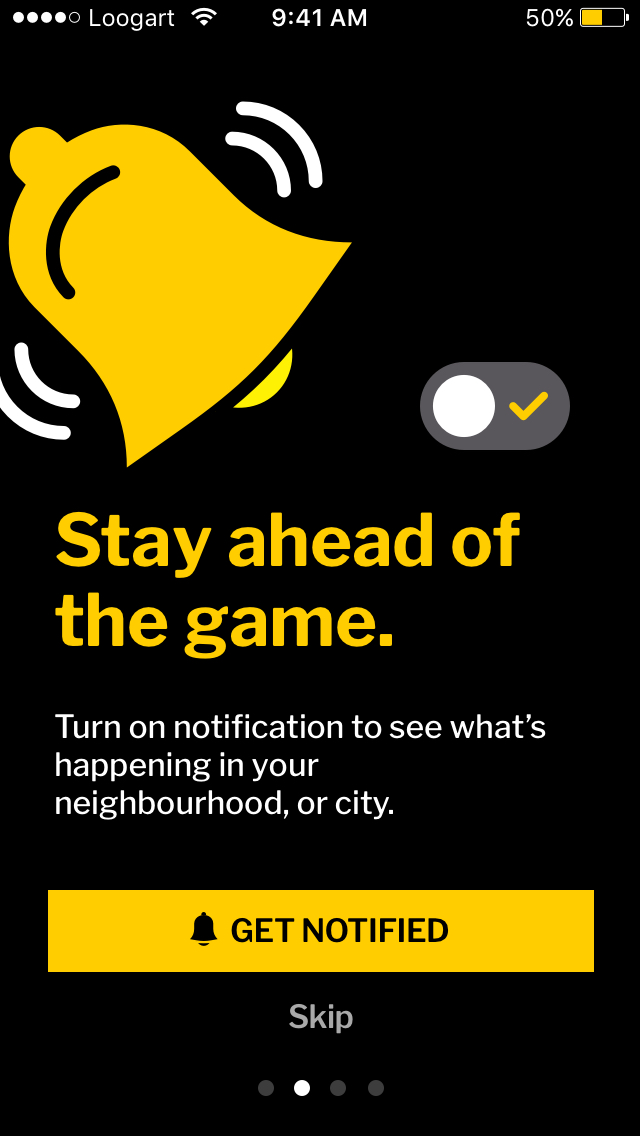 Loogart 9:41 AM 50%
Stay ahead of
the game.
Turn on notification to see what’s
happening in your
neighbourhood, or city.
GET NOTIFIED
Skip